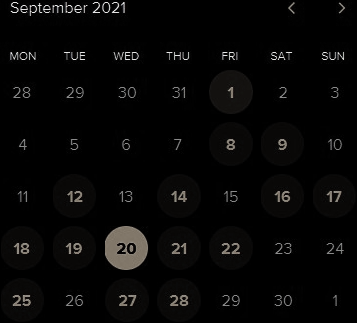 September 2021
MON TUE WED THU FRI SAT SUN
28 29 30 31 1 2 3
4 5 6 7 8 9 10
11 12 13 14 15 16 17
18 19 20 21 22 23 24
25 26 27 28 29 30 1